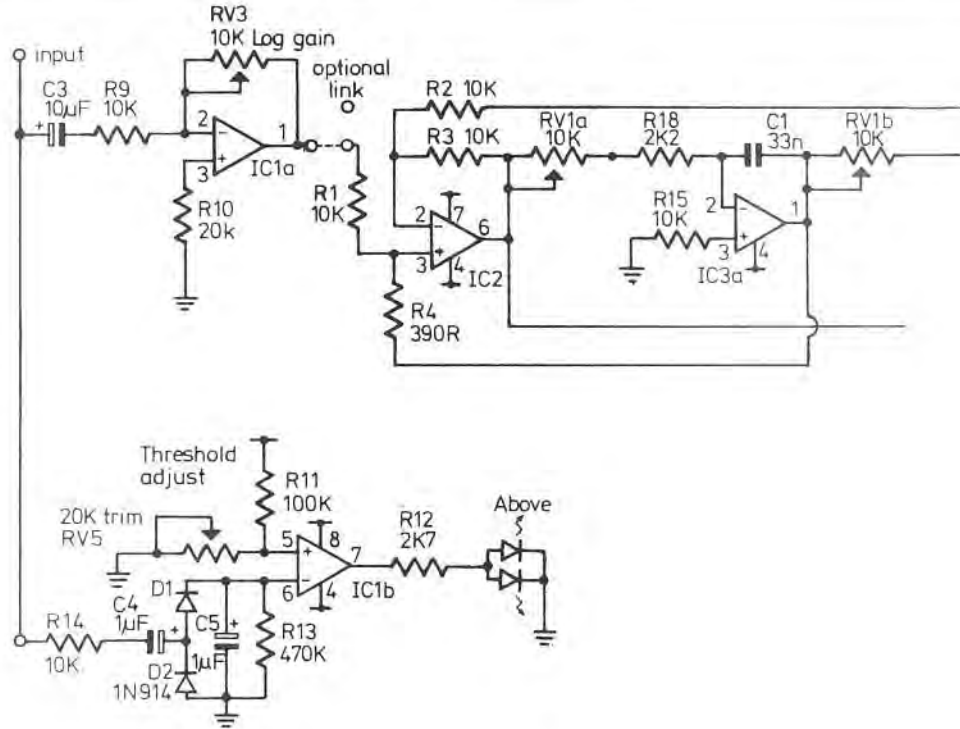 RV3
10K Log gain
input
optional
link
C3
10µF
+
R9
10K
2
-
1
3
+
IC1a
R10
20k
R1
10K
R2 10K
R3 10K
RV1a
10K
R18
2K2
C1
33n
RV1b
10K
2
-
7
6
3
+
4
IC2
R4
390R
R15
10K
2
-
1
3
+
4
IC3a
Threshold
adjust
R11
100K
20K trim
RV5
5
+
8
7
6
-
4
IC1b
R12
2K7
Above
D1
C4
1µF
+
C5
+
1µF
R13
470K
R14
10K
D2
1N914